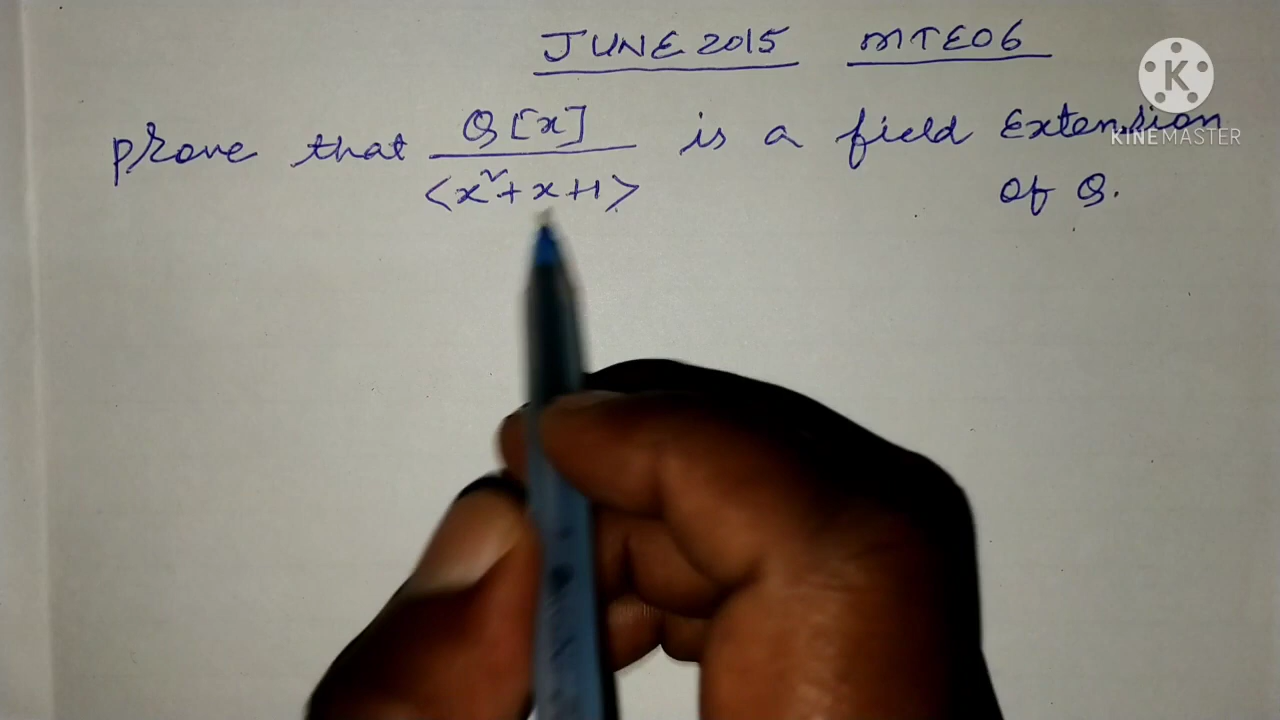 JUNE 2015 MTE06
K
KINEMASTER
prove that Q[x] / <x²+x+1> is a field Extension
of Q.